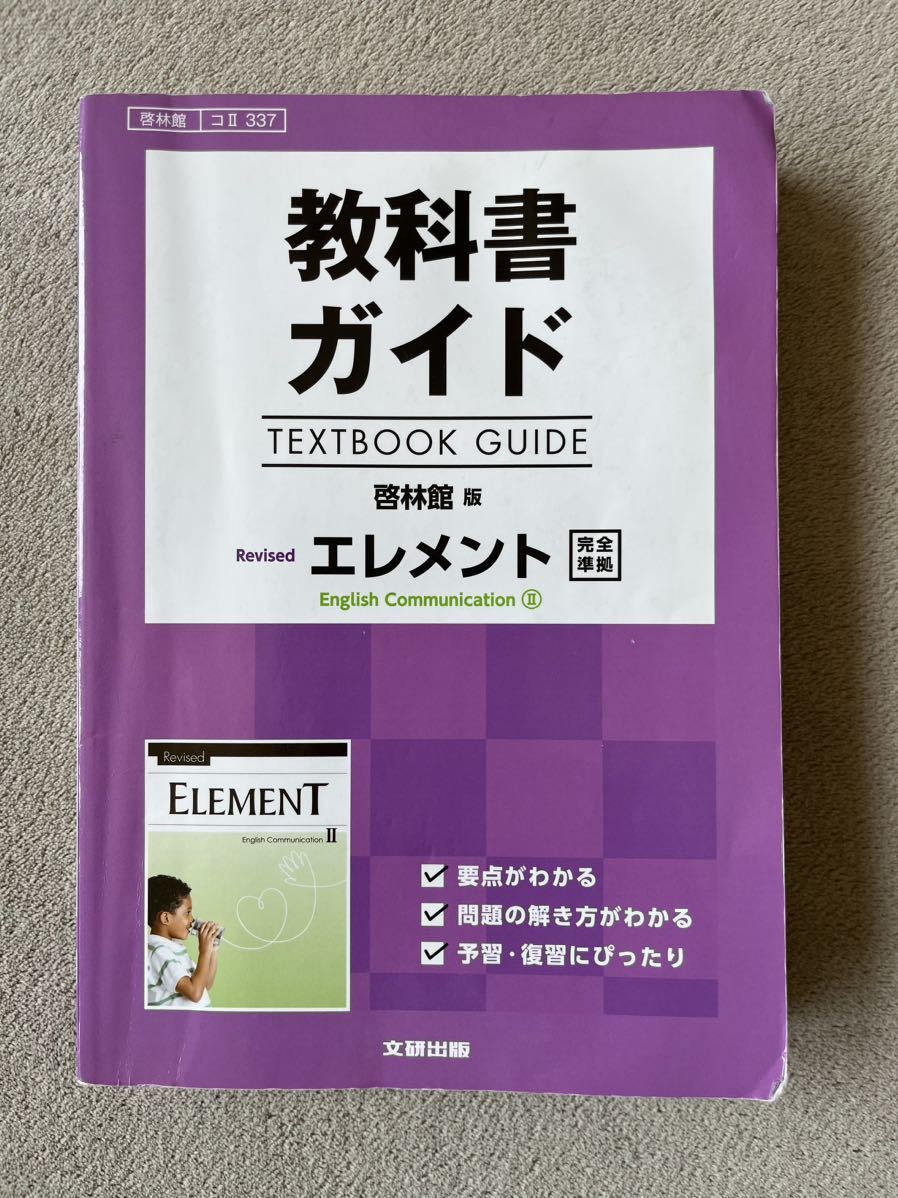 啓林館 コⅡ 337
教科書
ガイド
TEXTBOOK GUIDE
啓林館 版
Revised エレメント 完全準拠
English Communication Ⅱ
Revised
ELEMENT
English Communication Ⅱ
要点がわかる
問題の解き方がわかる
予習・復習にぴったり
文研出版